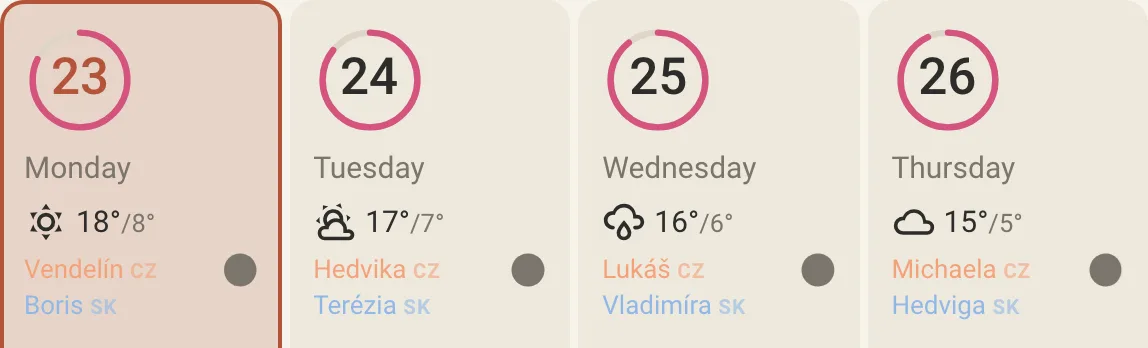 23
Monday
18°/8°
Vendelín CZ
Boris SK
24
Tuesday
17°/7°
Hedvika CZ
Terézia SK
25
Wednesday
16°/6°
Lukáš CZ
Vladimíra SK
26
Thursday
15°/5°
Michaela CZ
Hedviga SK